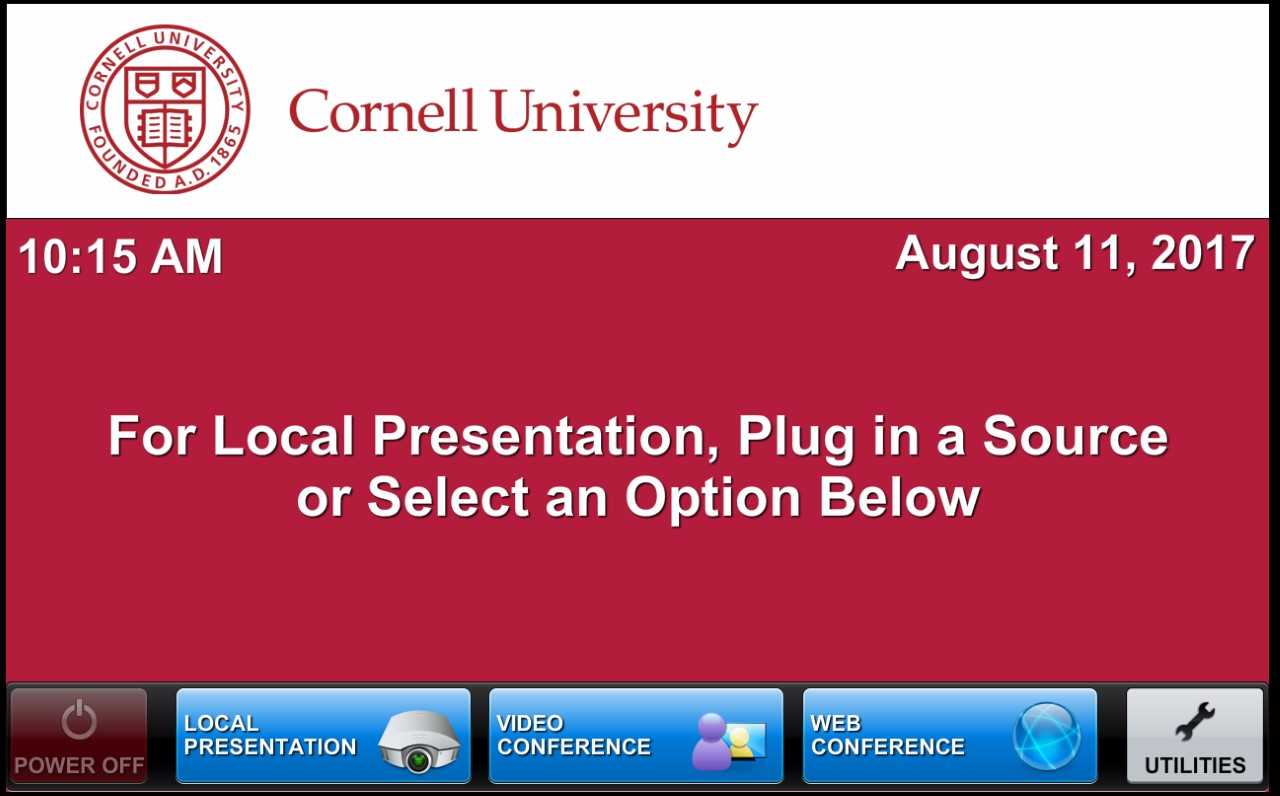 CORNELL UNIVERSITY
FOUNDED A.D. 1865
Cornell University
10:15 AM
August 11, 2017
For Local Presentation, Plug in a Source
or Select an Option Below
POWER OFF
LOCAL
PRESENTATION
VIDEO
CONFERENCE
WEB
CONFERENCE
UTILITIES